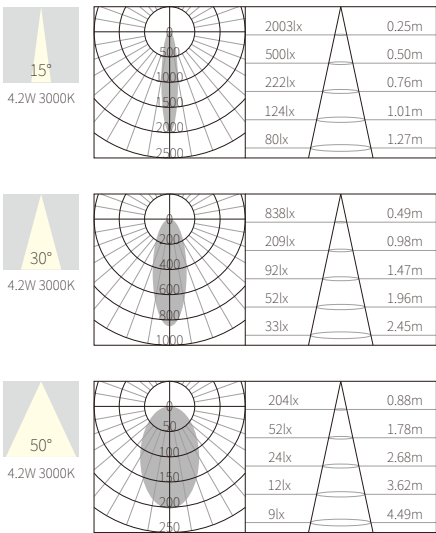 15°
4.2W 3000K
0
500
1000
1500
2000
2500
2003lx 0.25m
500lx 0.50m
222lx 0.76m
124lx 1.01m
80lx 1.27m
30°
4.2W 3000K
0
200
400
600
800
1000
838lx 0.49m
209lx 0.98m
92lx 1.47m
52lx 1.96m
33lx 2.45m
50°
4.2W 3000K
0
50
100
150
200
250
204lx 0.88m
52lx 1.78m
24lx 2.68m
12lx 3.62m
9lx 4.49m